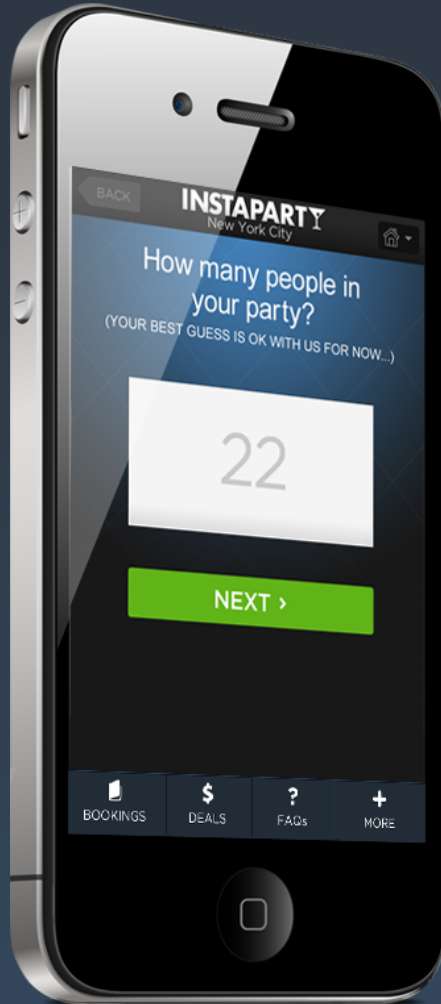 BACK
INSTAPARTY
New York City
How many people in
your party?
(YOUR BEST GUESS IS OK WITH US FOR NOW...)
22
NEXT ›
BOOKINGS
$
DEALS
?
FAQs
+
MORE